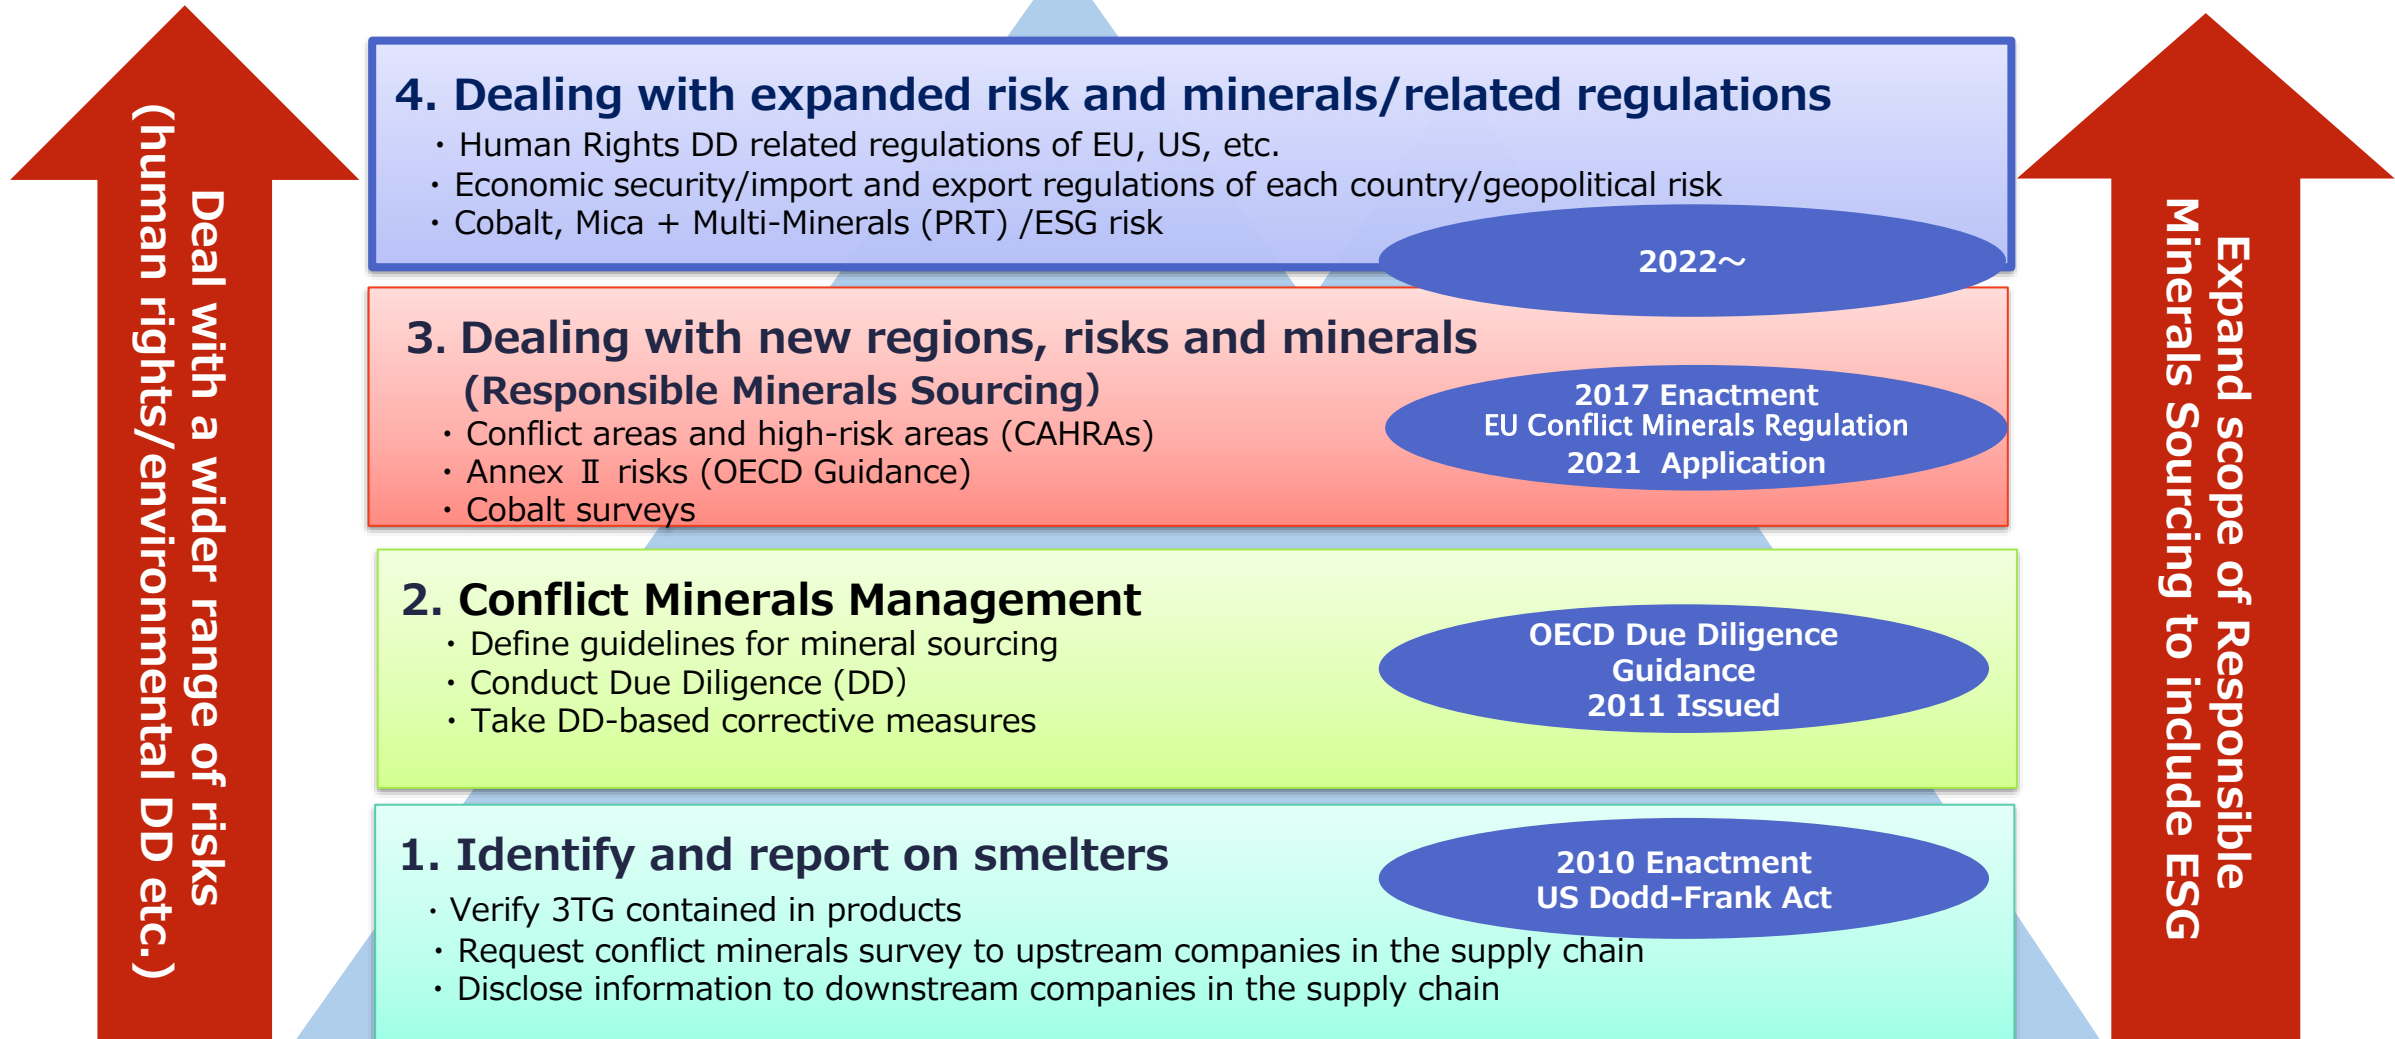 Deal with a wider range of risks
(human rights/environmental DD etc.)
4. Dealing with expanded risk and minerals/related regulations
・Human Rights DD related regulations of EU, US, etc.
・Economic security/import and export regulations of each country/geopolitical risk
・Cobalt, Mica + Multi-Minerals (PRT) /ESG risk
2022～
3. Dealing with new regions, risks and minerals
(Responsible Minerals Sourcing）
・Conflict areas and high-risk areas (CAHRAs)
・Annex Ⅱ risks (OECD Guidance)
・Cobalt surveys
2017 Enactment
EU Conflict Minerals Regulation
2021 Application
2. Conflict Minerals Management
・Define guidelines for mineral sourcing
・Conduct Due Diligence (DD）
・Take DD-based corrective measures
OECD Due Diligence
Guidance
2011 Issued
1. Identify and report on smelters
・Verify 3TG contained in products
・Request conflict minerals survey to upstream companies in the supply chain
・Disclose information to downstream companies in the supply chain
2010 Enactment
US Dodd-Frank Act
Expand scope of Responsible
Minerals Sourcing to include ESG